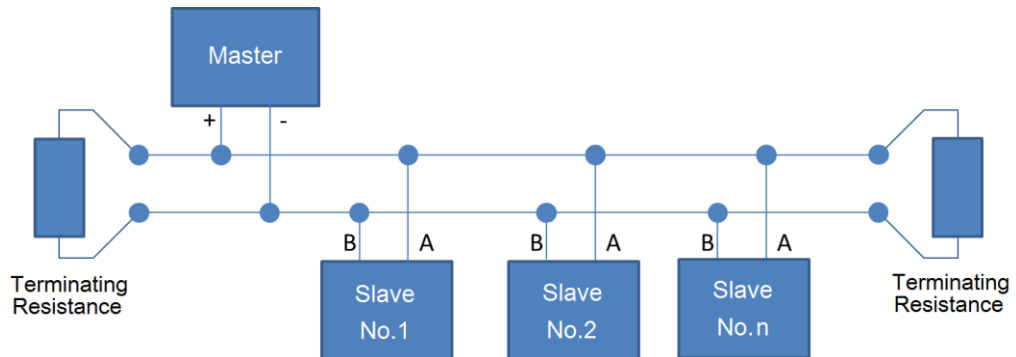 Master
+ -
B A B A B A
Terminating
Resistance
Slave
No.1
Slave
No.2
Slave
No.n
Terminating
Resistance